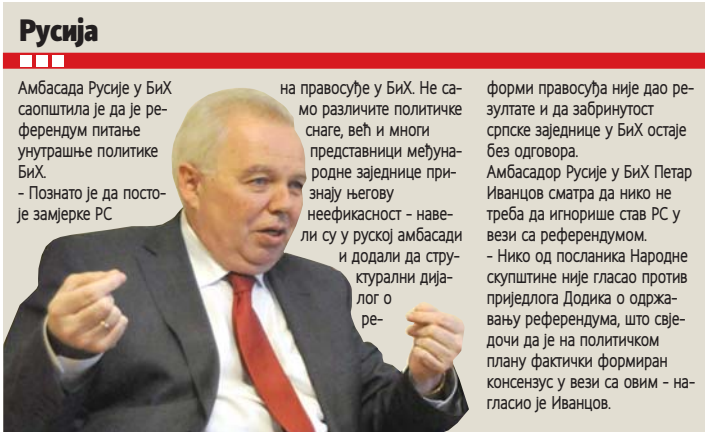 Русија
Амбасада Русије у БиХ
саопштила је да је ре-
ферендум питање
унутрашње политике
БиХ.
- Познато је да посто-
је замјерке РС
на правосуђе у БиХ. Не са-
мо различите политичке
снаге, већ и многи
представници међуна-
родне заједнице при-
знају његову
неефикасност - наве-
ли су у руској амбасади
и додали да стру-
ктурални дија-
лог о
ре-
форми правосуђа није дао ре-
зултате и да забринутост
српске заједнице у БиХ остаје
без одговора.
Амбасадор Русије у БиХ Петар
Иванцов сматра да нико не
треба да игнорише став РС у
вези са референдумом.
- Нико од посланика Народне
скупштине није гласао против
приједлога Додика о одржа-
вању референдума, што свје-
дочи да је на политичком
плану фактички формиран
консензус у вези са овим - на-
гласио је Иванцов.